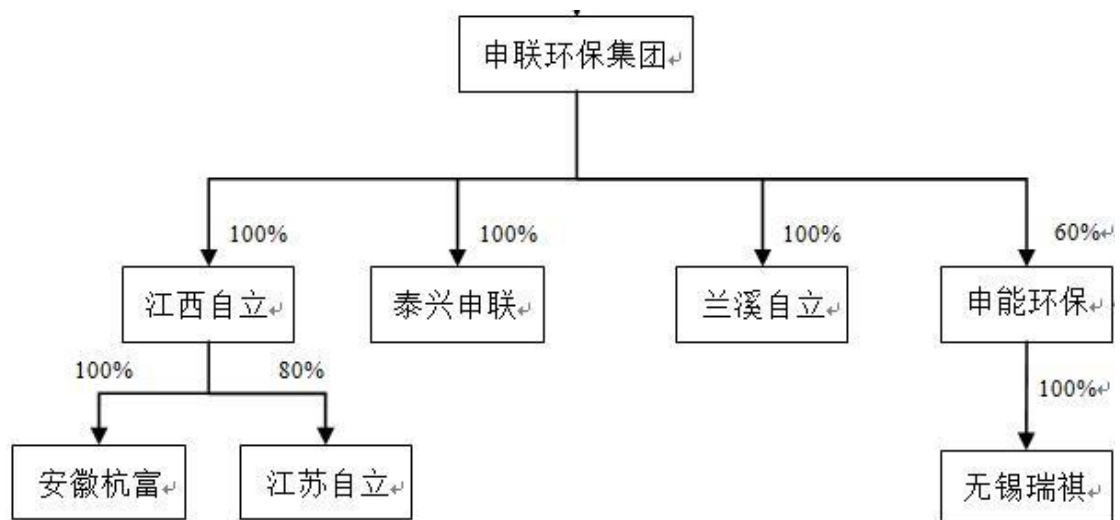 申联环保集团
100%
100%
100%
60%
江西自立
泰兴申联
兰溪自立
申能环保
100%
80%
100%
安徽杭富
江苏自立
无锡瑞祺